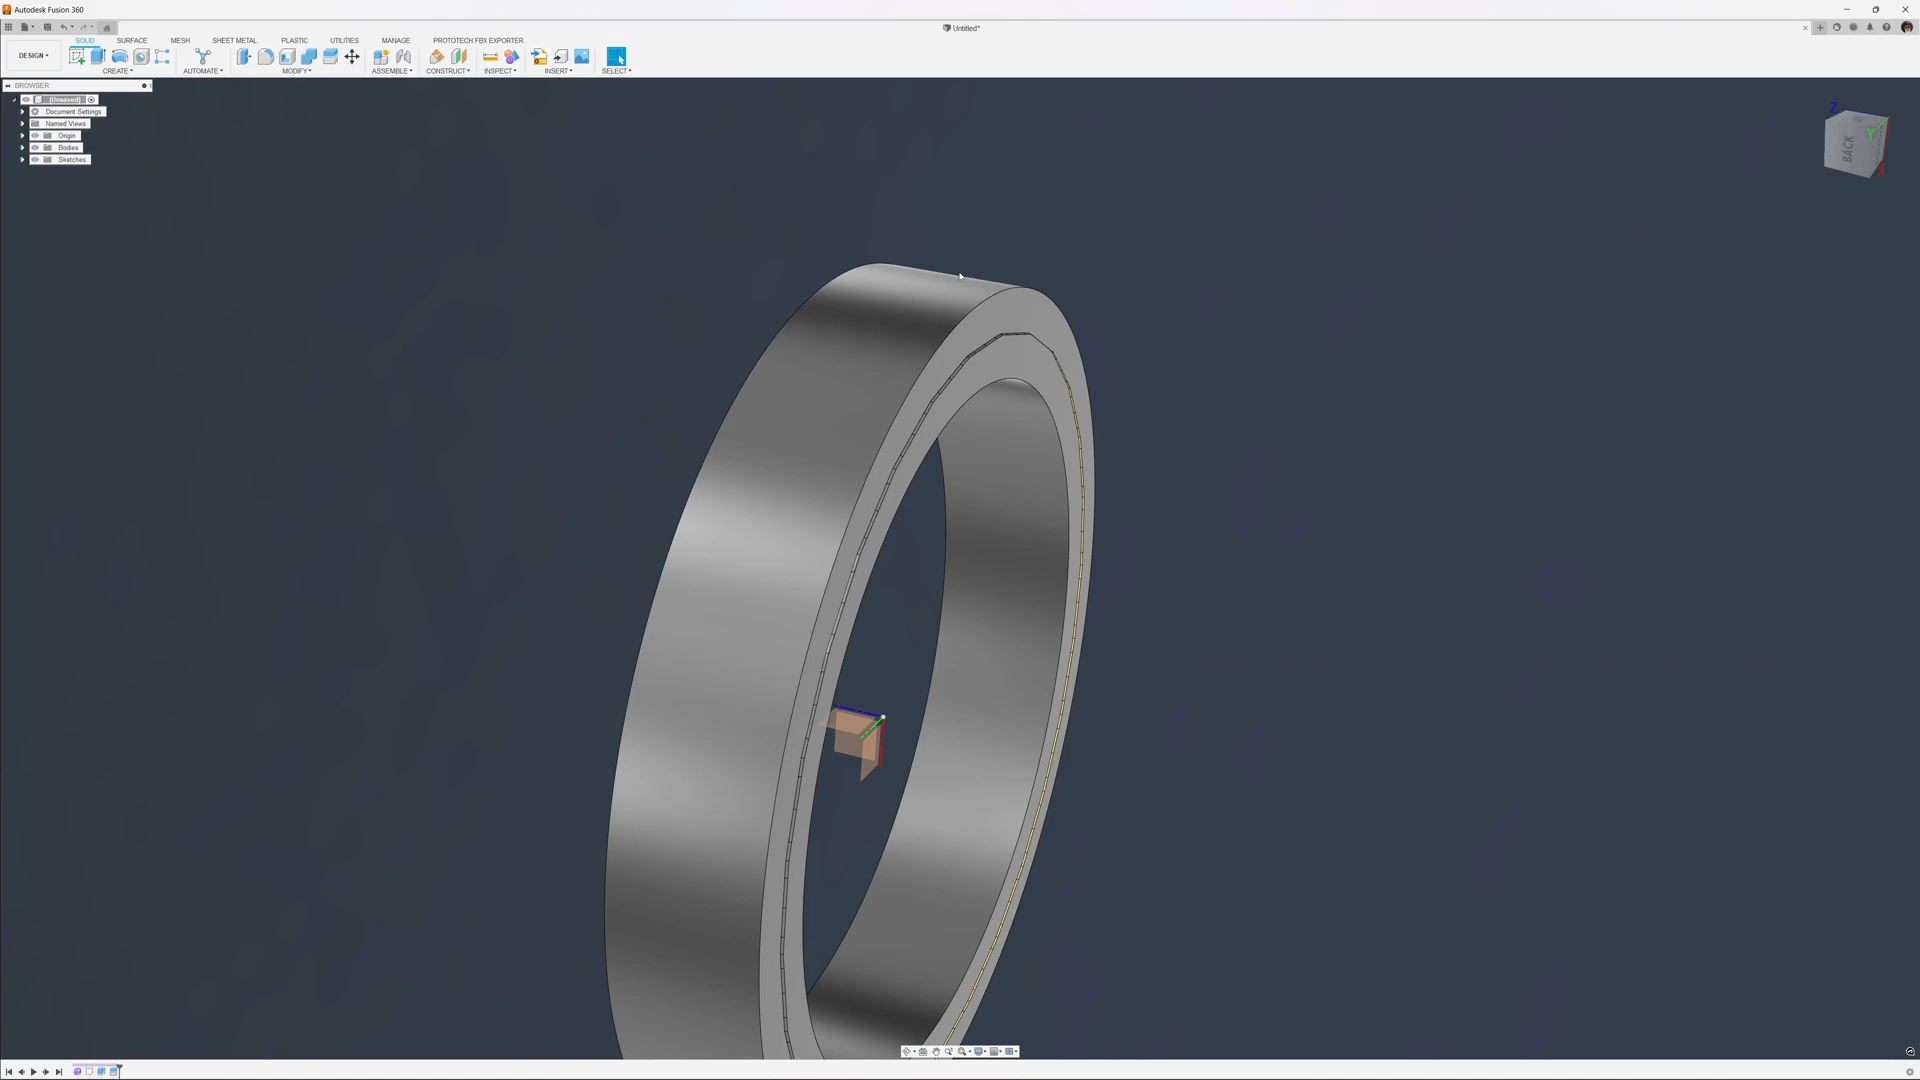 Autodesk Fusion 360
Untitled*
SOLID SURFACE MESH SHEET METAL PLASTIC UTILITIES MANAGE PROTOTECH FBX EXPORTER
DESIGN
CREATE AUTOMATE MODIFY ASSEMBLE CONSTRUCT INSPECT INSERT SELECT
BROWSER
(Unsaved)
Document Settings
Named Views
Origin
Bodies
Sketches
Z
Y
X
BACK